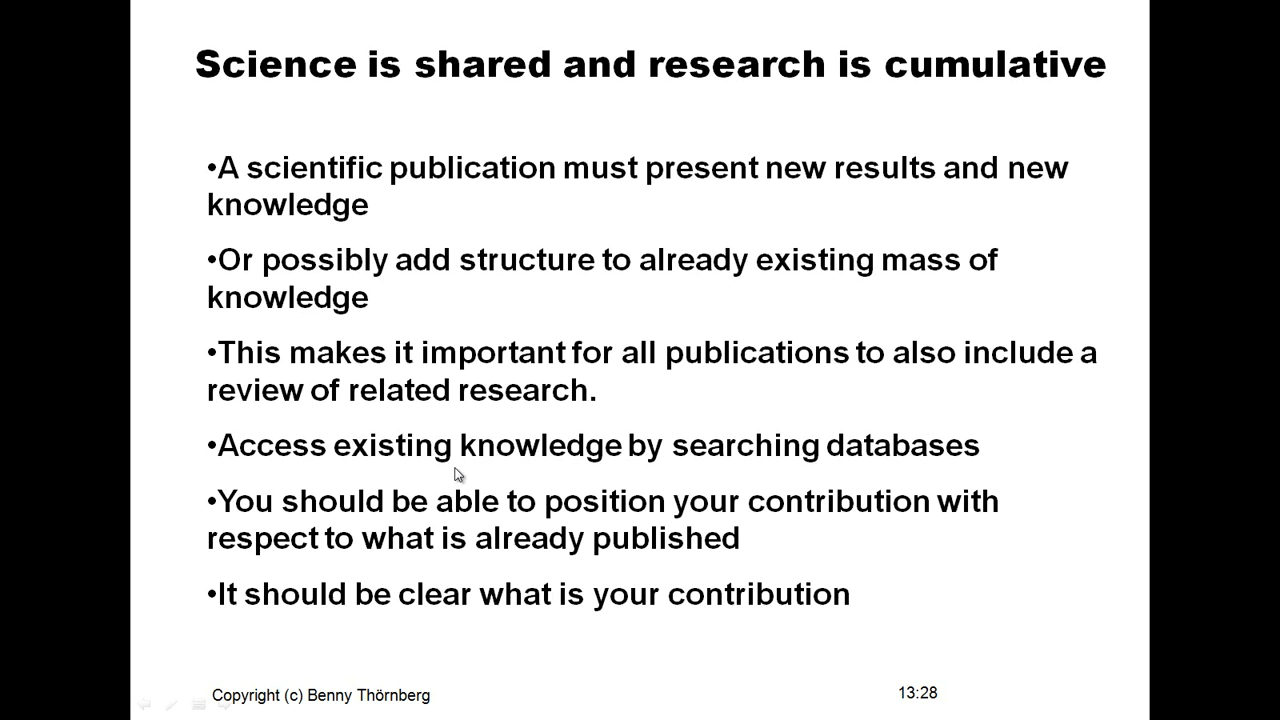 Science is shared and research is cumulative
•A scientific publication must present new results and new
knowledge
•Or possibly add structure to already existing mass of
knowledge
•This makes it important for all publications to also include a
review of related research.
•Access existing knowledge by searching databases
•You should be able to position your contribution with
respect to what is already published
•It should be clear what is your contribution
Copyright (c) Benny Thörnberg
13:28